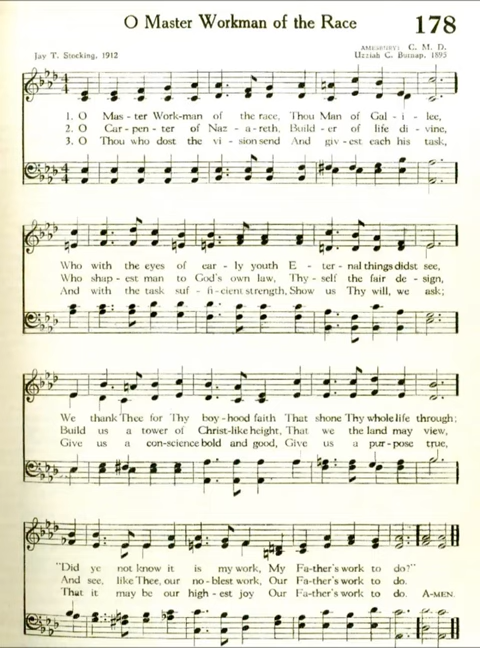 O Master Workman of the Race 178
AMESBURY: C. M. D.
Jay T. Stocking, 1912 Uzziah C. Burnap, 1895
1. O Mas - ter Work-man of the race, Thou Man of Gal - i - lee,
2. O Car - pen - ter of Naz - a - reth, Build - er of life di - vine,
3. O Thou who dost the vi - sion send And giv - est each his task,
Who with the eyes of ear - ly youth E - ter - nal things didst see,
Who shap - est man to God's own law, Thy - self the fair de - sign,
And with the task suf - fi - cient strength, Show us Thy will, we ask;
We thank Thee for Thy boy - hood faith That shone Thy whole life through;
Build us a tower of Christ-like height, That we the land may view,
Give us a con-science bold and good, Give us a pur - pose true,
"Did ye not know it is my work, My Fa-ther's work to do?"
And see, like Thee, our no - blest work, Our Fa-ther's work to do.
That it may be our high - est joy Our Fa-ther's work to do. A-MEN.